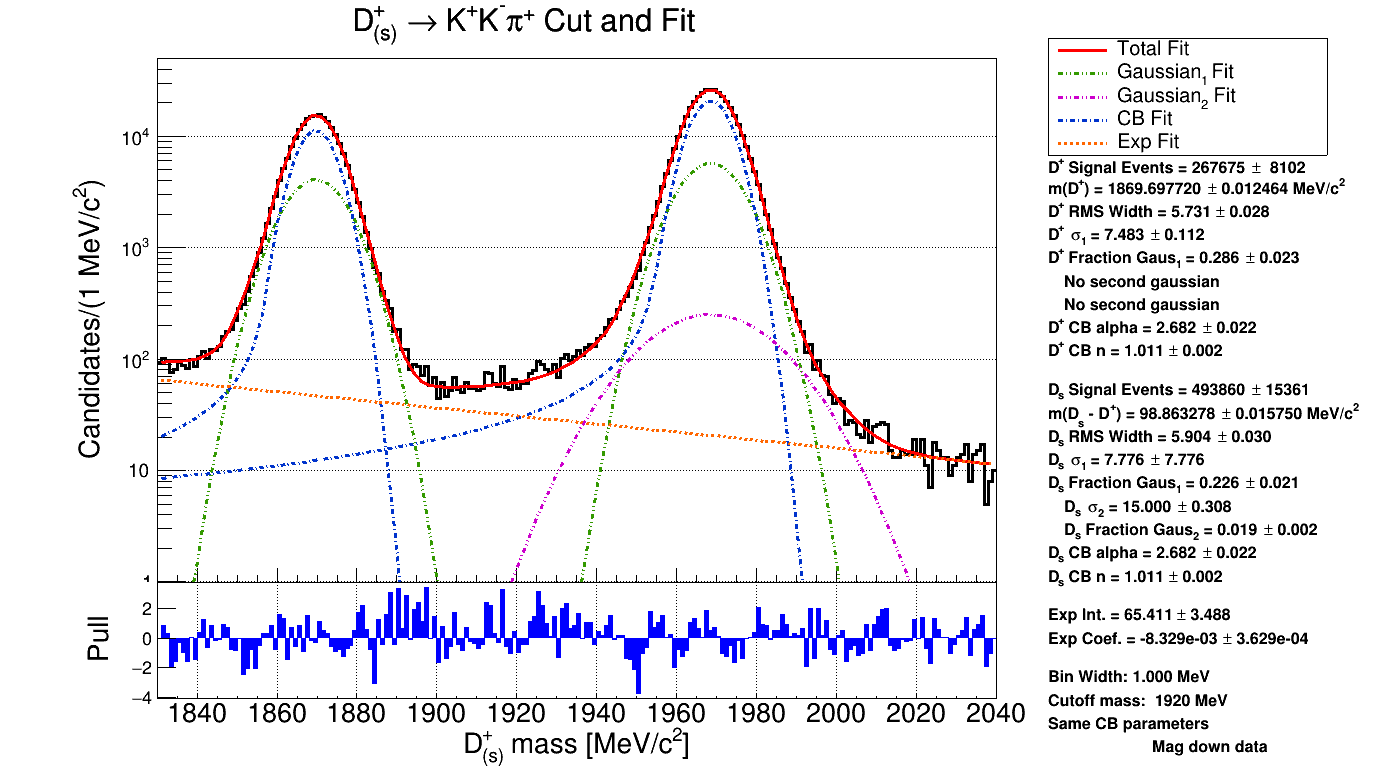 D⁺₍ₛ₎ → K⁺K⁻π⁺ Cut and Fit
Candidates/(1 MeV/c²)
10⁴
10³
10²
10
1
Pull
2
0
−2
−4
1840 1860 1880 1900 1920 1940 1960 1980 2000 2020 2040
D⁺₍ₛ₎ mass [MeV/c²]
Total Fit
Gaussian₁ Fit
Gaussian₂ Fit
CB Fit
Exp Fit
D⁺ Signal Events = 267675 ± 8102
m(D⁺) = 1869.697720 ± 0.012464 MeV/c²
D⁺ RMS Width = 5.731 ± 0.028
D⁺ σ₁ = 7.483 ± 0.112
D⁺ Fraction Gaus₁ = 0.286 ± 0.023
No second gaussian
No second gaussian
D⁺ CB alpha = 2.682 ± 0.022
D⁺ CB n = 1.011 ± 0.002
Dₛ Signal Events = 493860 ± 15361
m(Dₛ - D⁺) = 98.863278 ± 0.015750 MeV/c²
Dₛ RMS Width = 5.904 ± 0.030
Dₛ σ₁ = 7.776 ± 7.776
Dₛ Fraction Gaus₁ = 0.226 ± 0.021
Dₛ σ₂ = 15.000 ± 0.308
Dₛ Fraction Gaus₂ = 0.019 ± 0.002
Dₛ CB alpha = 2.682 ± 0.022
Dₛ CB n = 1.011 ± 0.002
Exp Int. = 65.411 ± 3.488
Exp Coef. = -8.329e-03 ± 3.629e-04
Bin Width: 1.000 MeV
Cutoff mass: 1920 MeV
Same CB parameters
Mag down data